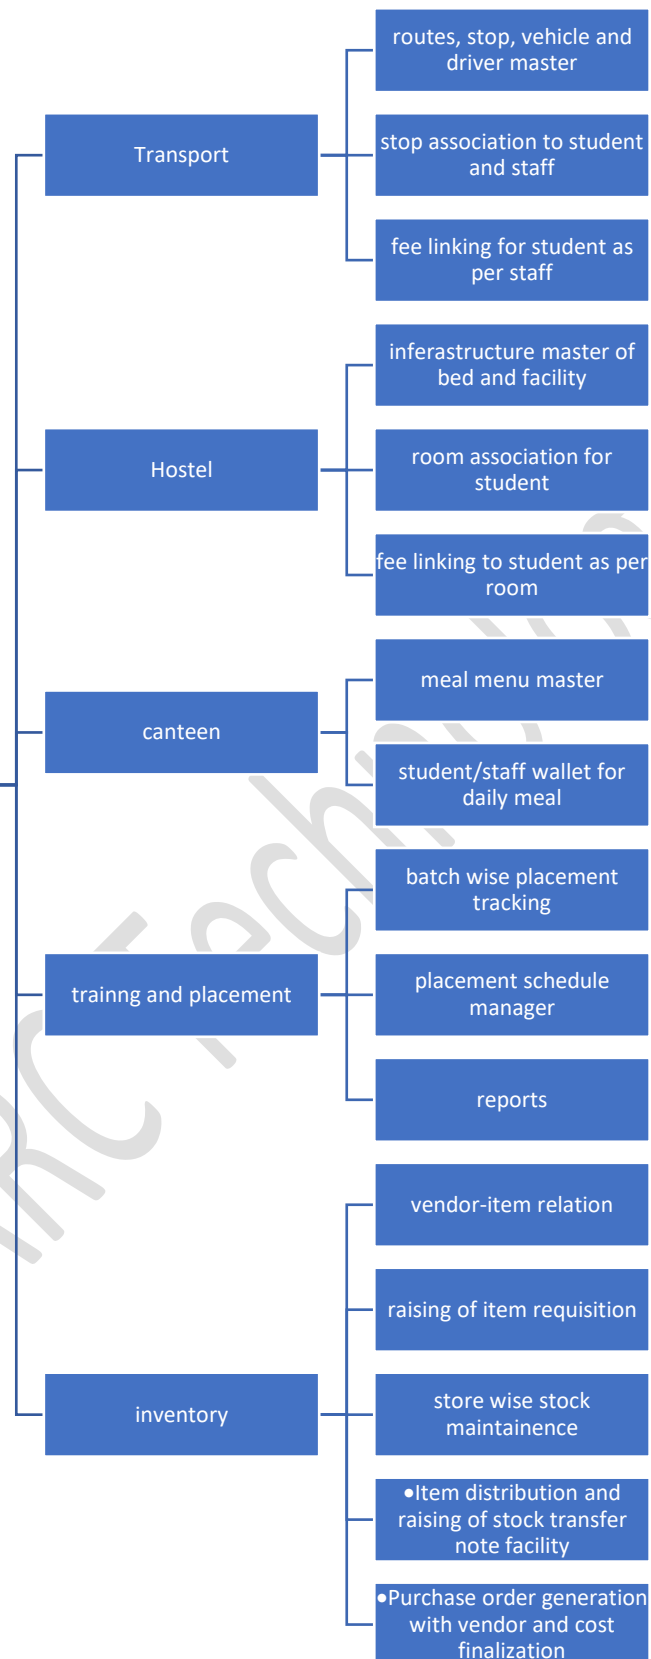 Transport
routes, stop, vehicle and
driver master
stop association to student
and staff
fee linking for student as
per staff
Hostel
inferastructure master of
bed and facility
room association for
student
fee linking to student as per
room
canteen
meal menu master
student/staff wallet for
daily meal
trainng and placement
batch wise placement
tracking
placement schedule
manager
reports
inventory
vendor-item relation
raising of item requisition
store wise stock
maintainence
•Item distribution and
raising of stock transfer
note facility
•Purchase order generation
with vendor and cost
finalization